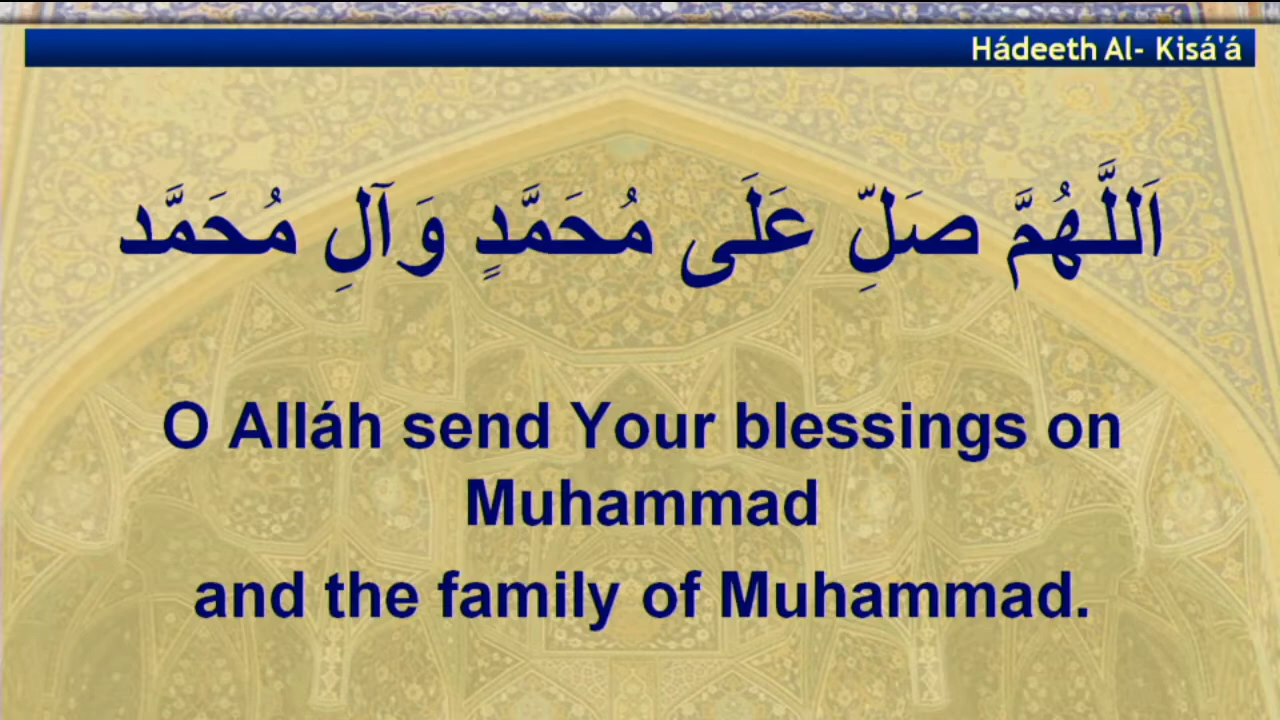 Hádeeth Al- Kisá'á
اَللَّهُمَّ صَلِّ عَلَى مُحَمَّدٍ وَآلِ مُحَمَّد
O Alláh send Your blessings on
Muhammad
and the family of Muhammad.